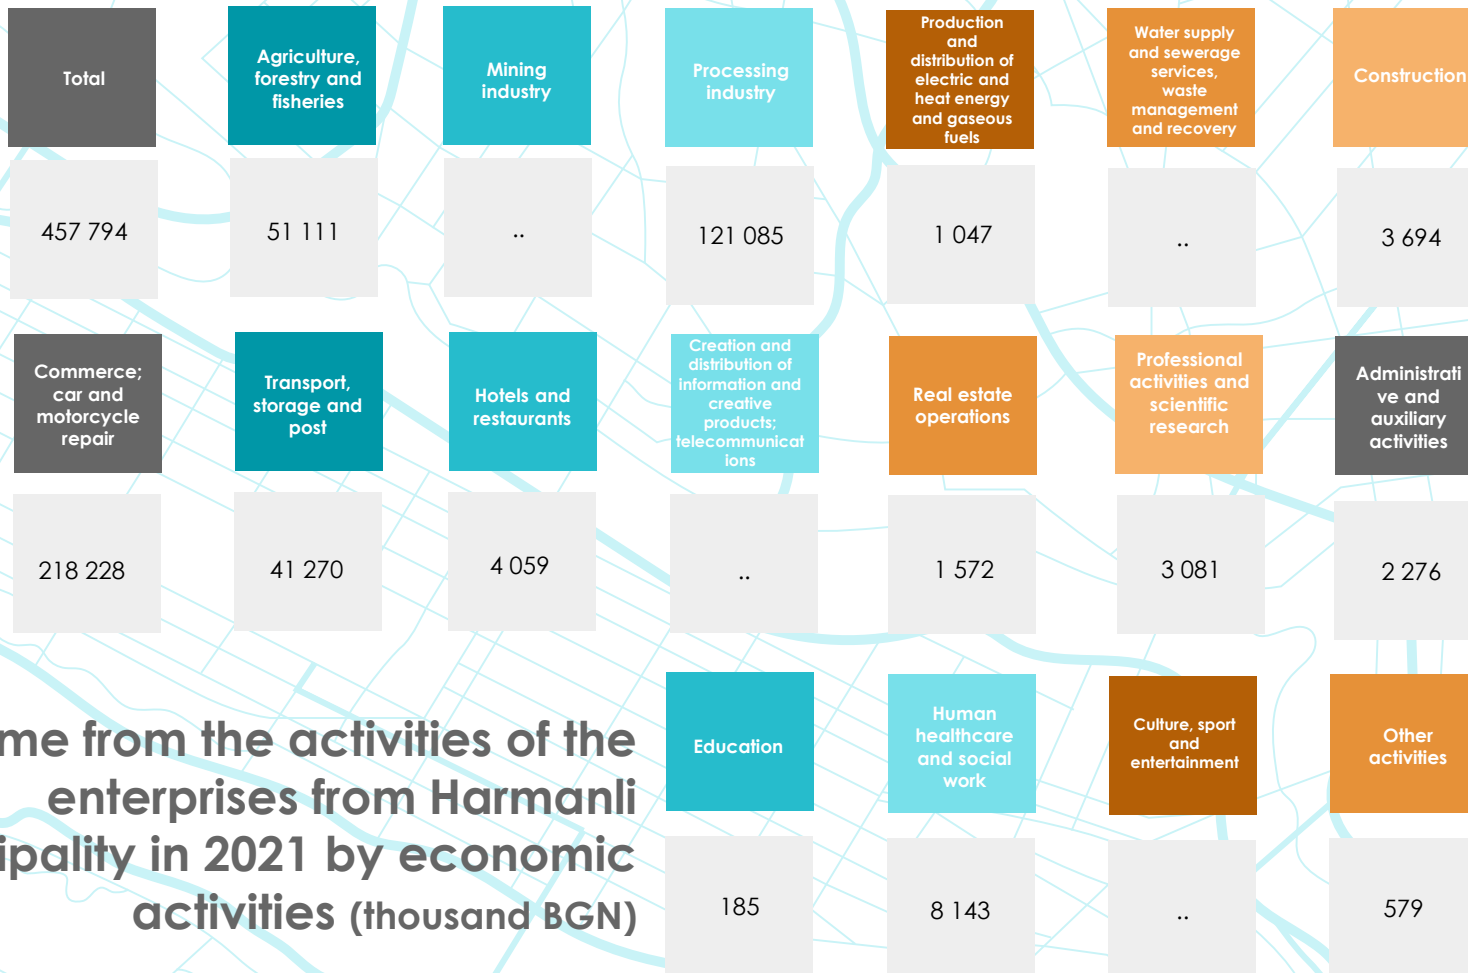 Total
Agriculture,
forestry and
fisheries
Mining
industry
Processing
industry
Production
and
distribution of
electric and
heat energy
and gaseous
fuels
Water supply
and sewerage
services,
waste
management
and recovery
Construction
457 794
51 111
..
121 085
1 047
..
3 694
Commerce;
car and
motorcycle
repair
Transport,
storage and
post
Hotels and
restaurants
Creation and
distribution of
information and
creative
products;
telecommunicat
ions
Real estate
operations
Professional
activities and
scientific
research
Administrati
ve and
auxiliary
activities
218 228
41 270
4 059
..
1 572
3 081
2 276
me from the activities of the
enterprises from Harmanli
ipality in 2021 by economic
activities (thousand BGN)
Education
Human
healthcare
and social
work
Culture, sport
and
entertainment
Other
activities
185
8 143
..
579